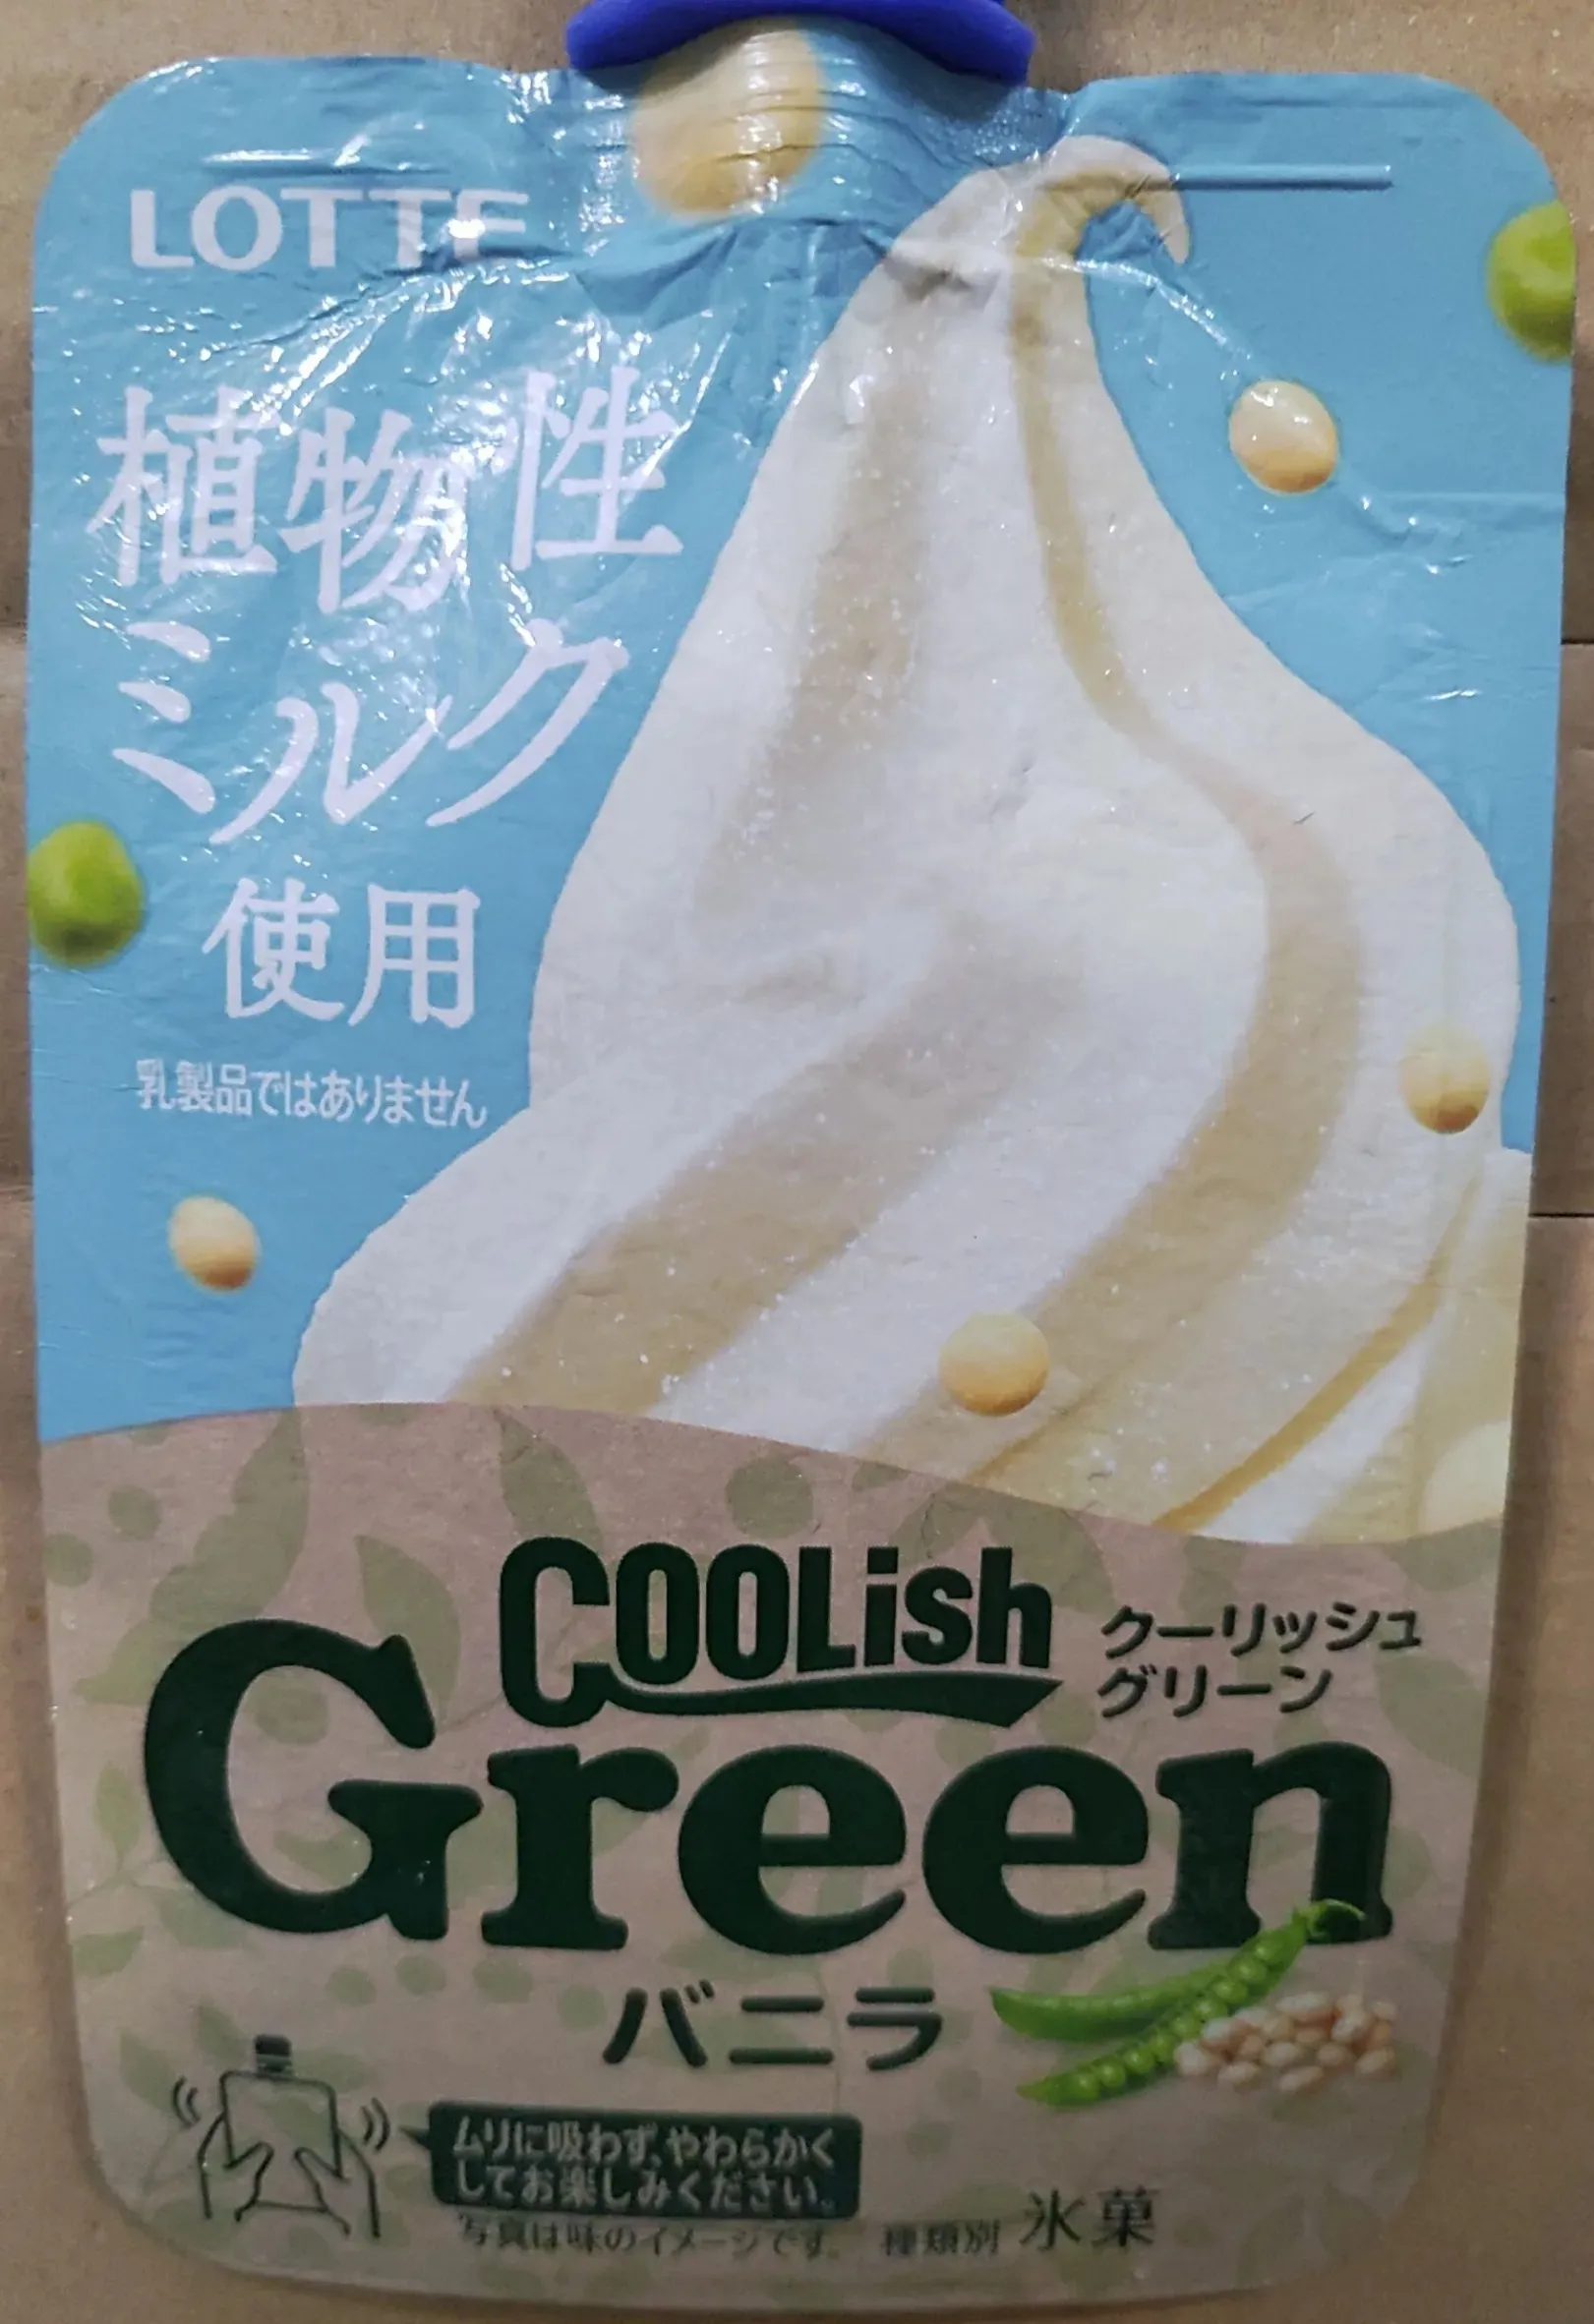 LOTTE
植物性
ミルク
使用
乳製品ではありません
COOLish
クーリッシュ
グリーン
Green
バニラ
ムリに吸わず、やわらかく
してお楽しみください。
写真は味のイメージです。 種類別 氷菓